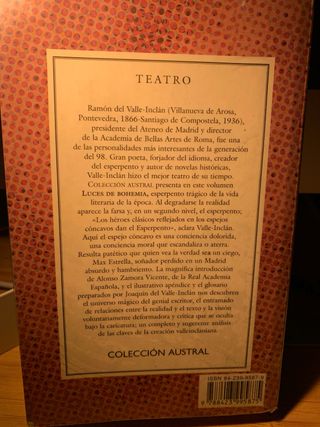 TEATRO
Ramón del Valle-Inclán (Villanueva de Arosa,
Pontevedra, 1866-Santiago de Compostela, 1936),
presidente del Ateneo de Madrid y director
de la Academia de Bellas Artes de Roma, fue una
de las personalidades más interesantes de la generación
del 98. Gran poeta, forjador del idioma, creador
del esperpento y autor de novelas históricas,
Valle-Inclán hizo el mejor teatro de su tiempo.
COLECCIÓN AUSTRAL presenta en este volumen
LUCES DE BOHEMIA, esperpento trágico de la vida
literaria de la época. Al degradarse la realidad
aparece la farsa y, en un segundo nivel, el esperpento;
«Los héroes clásicos reflejados en los espejos
cóncavos dan el Esperpento», aclara Valle-Inclán.
Aquí el espejo cóncavo es una conciencia dolorida,
una conciencia moral que escandaliza o aterra.
Resulta patético que quien vea la verdad sea un ciego,
Max Estrella, soñador perdido en un Madrid
absurdo y hambriento. La magnífica introducción
de Alonso Zamora Vicente, de la Real Academia
Española, y el ilustrativo apéndice y el glosario
preparados por Joaquín del Valle-Inclán nos descubren
el universo mágico del genial escritor, el entramado
de relaciones entre la realidad y el texto y la visión
voluntariamente deformadora y crítica que se oculta
bajo la caricatura; un completo y sugerente análisis
de las claves de la creación valleinclaniana.
COLECCIÓN AUSTRAL
ISBN 84-239-9587-9
9 788423 995875